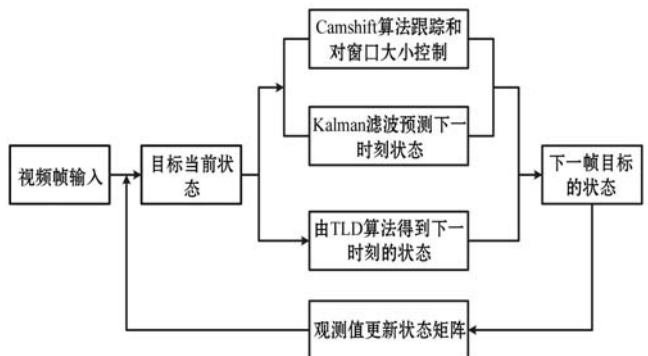 Camshift算法跟踪和
对窗口大小控制
Kalman滤波预测下一
时刻状态
视频帧输入
目标当前状
态
下一帧目标
的状态
由TLD算法得到下一
时刻的状态
观测值更新状态矩阵